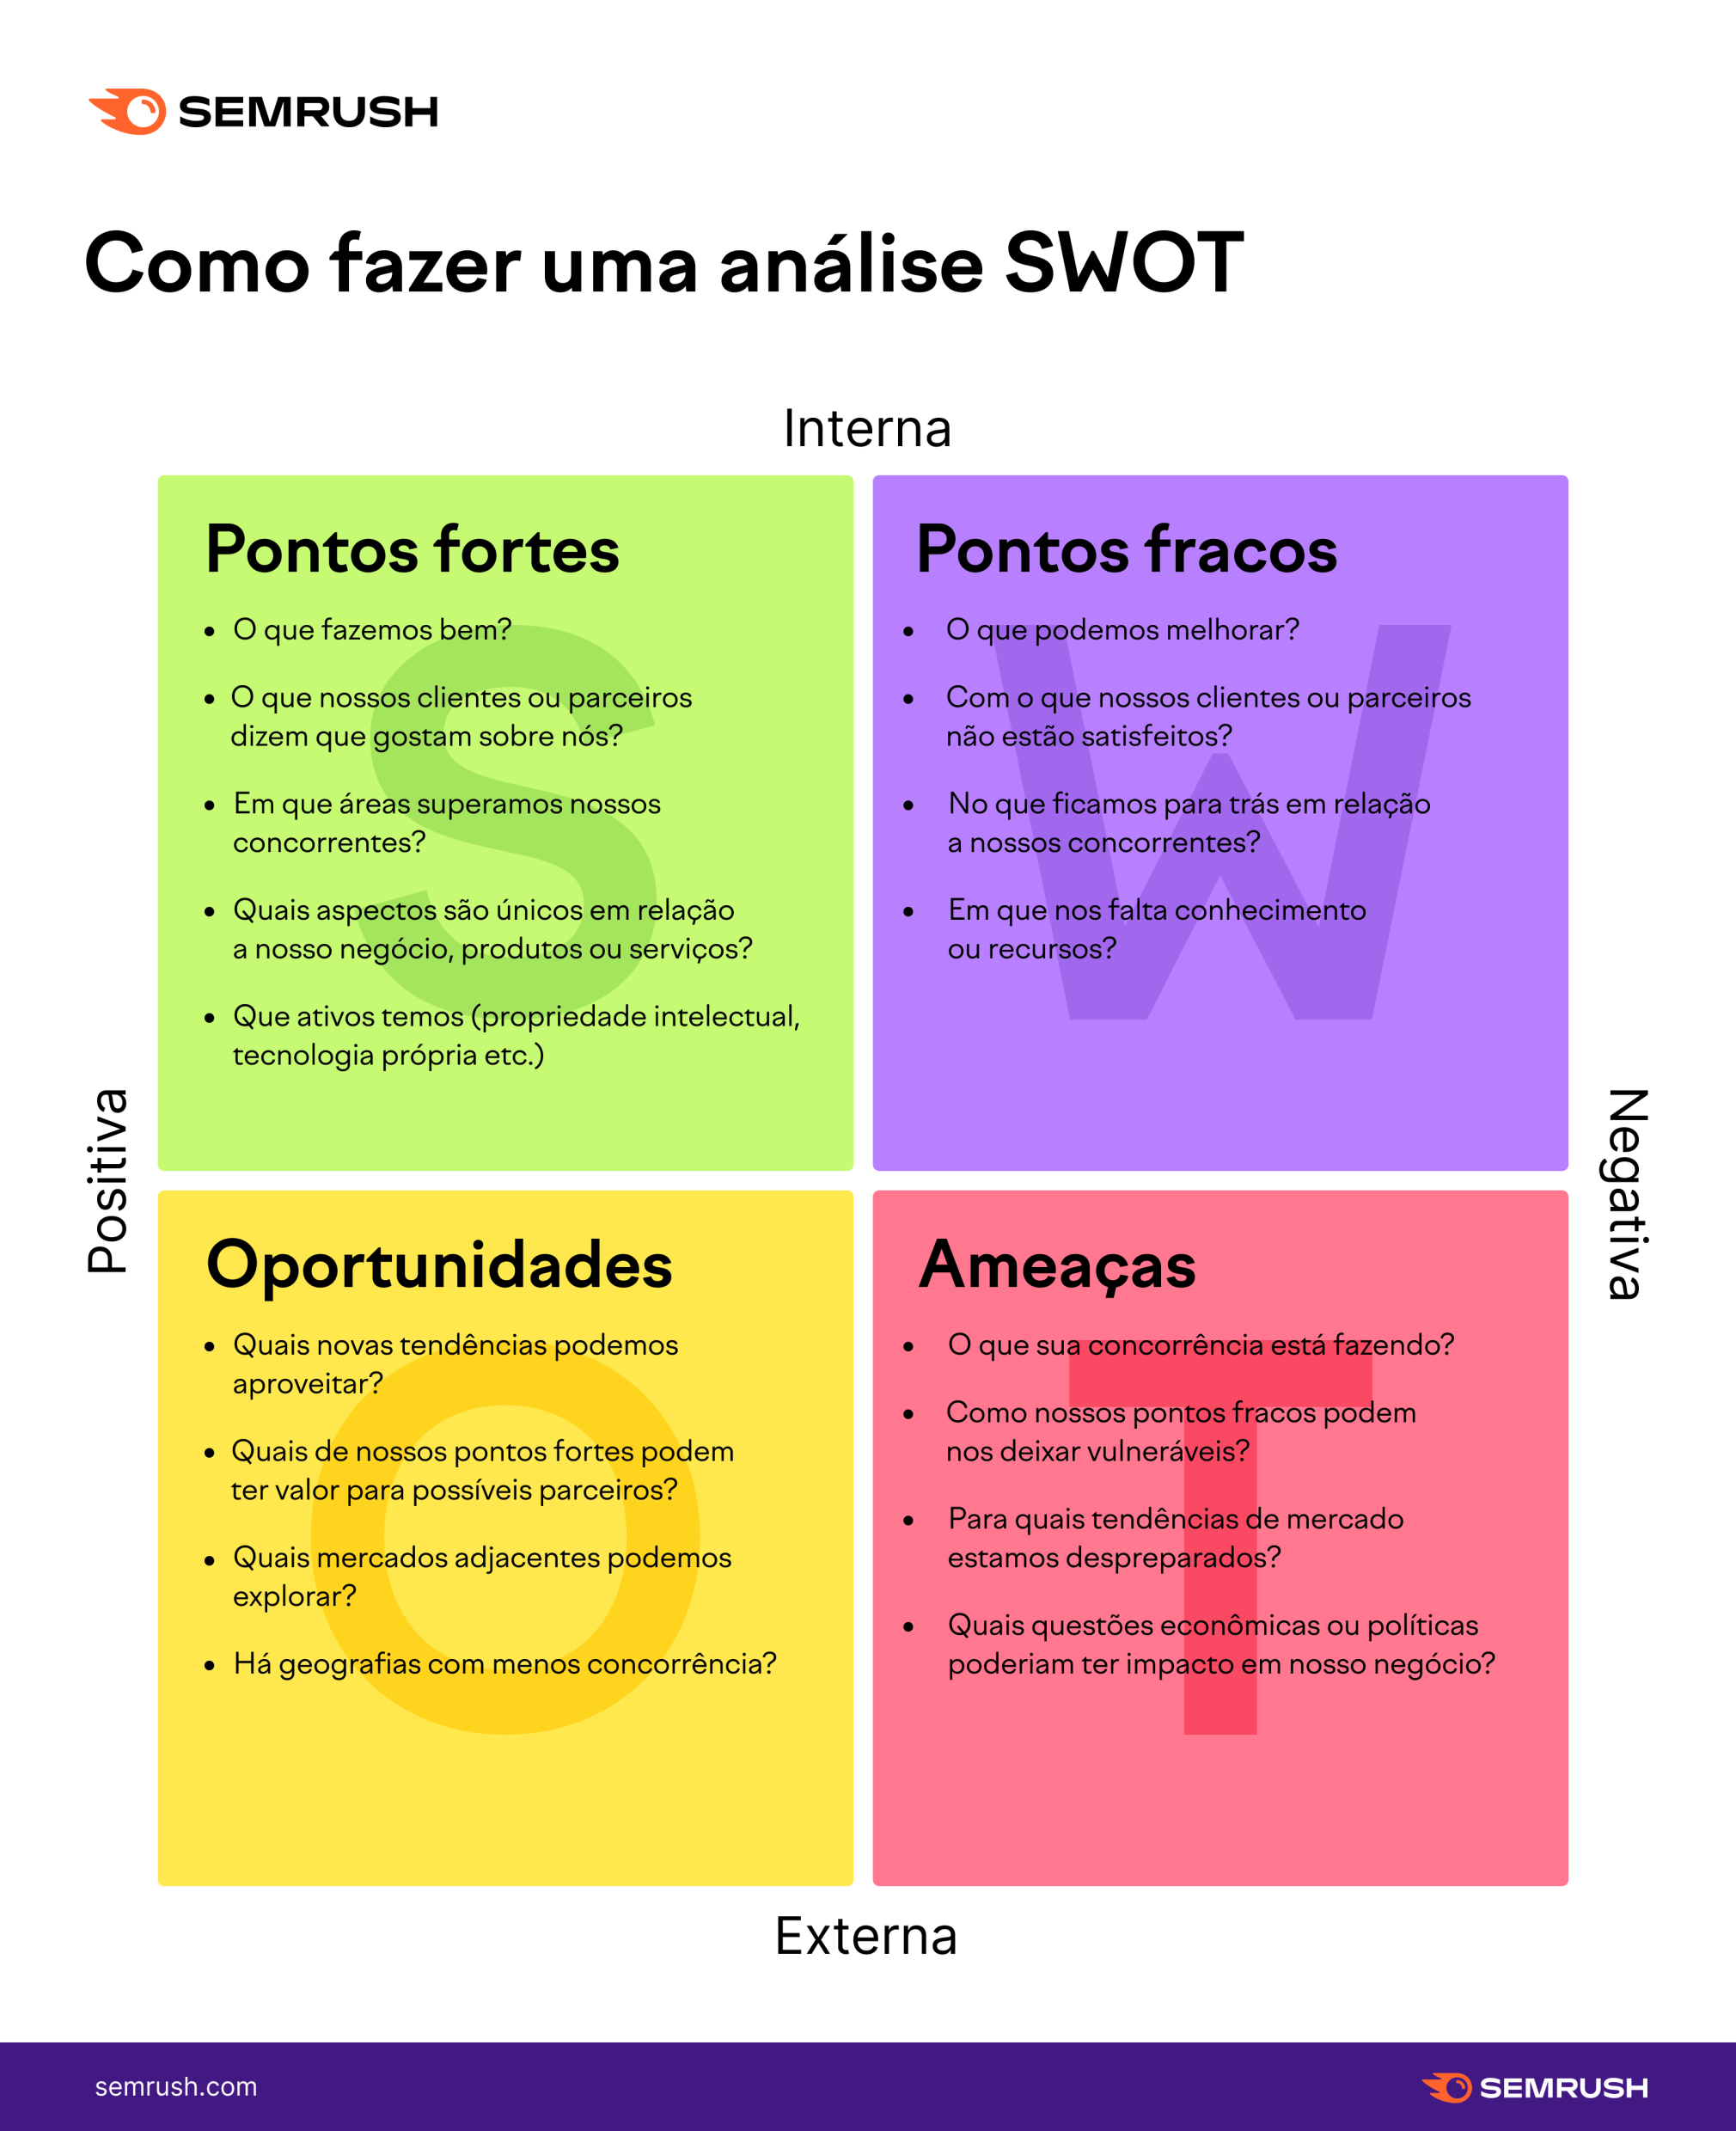 SEMRUSH
Como fazer uma análise SWOT
Interna
Pontos fortes
S
• O que fazemos bem?
• O que nossos clientes ou parceiros
dizem que gostam sobre nós?
• Em que áreas superamos nossos
concorrentes?
• Quais aspectos são únicos em relação
a nosso negócio, produtos ou serviços?
• Que ativos temos (propriedade intelectual,
tecnologia própria etc.)
Pontos fracos
W
• O que podemos melhorar?
• Com o que nossos clientes ou parceiros
não estão satisfeitos?
• No que ficamos para trás em relação
a nossos concorrentes?
• Em que nos falta conhecimento
ou recursos?
Positiva
Negativa
Oportunidades
O
• Quais novas tendências podemos
aproveitar?
• Quais de nossos pontos fortes podem
ter valor para possíveis parceiros?
• Quais mercados adjacentes podemos
explorar?
• Há geografias com menos concorrência?
Ameaças
T
• O que sua concorrência está fazendo?
• Como nossos pontos fracos podem
nos deixar vulneráveis?
• Para quais tendências de mercado
estamos despreparados?
• Quais questões econômicas ou políticas
poderiam ter impacto em nosso negócio?
Externa
semrush.com
SEMRUSH